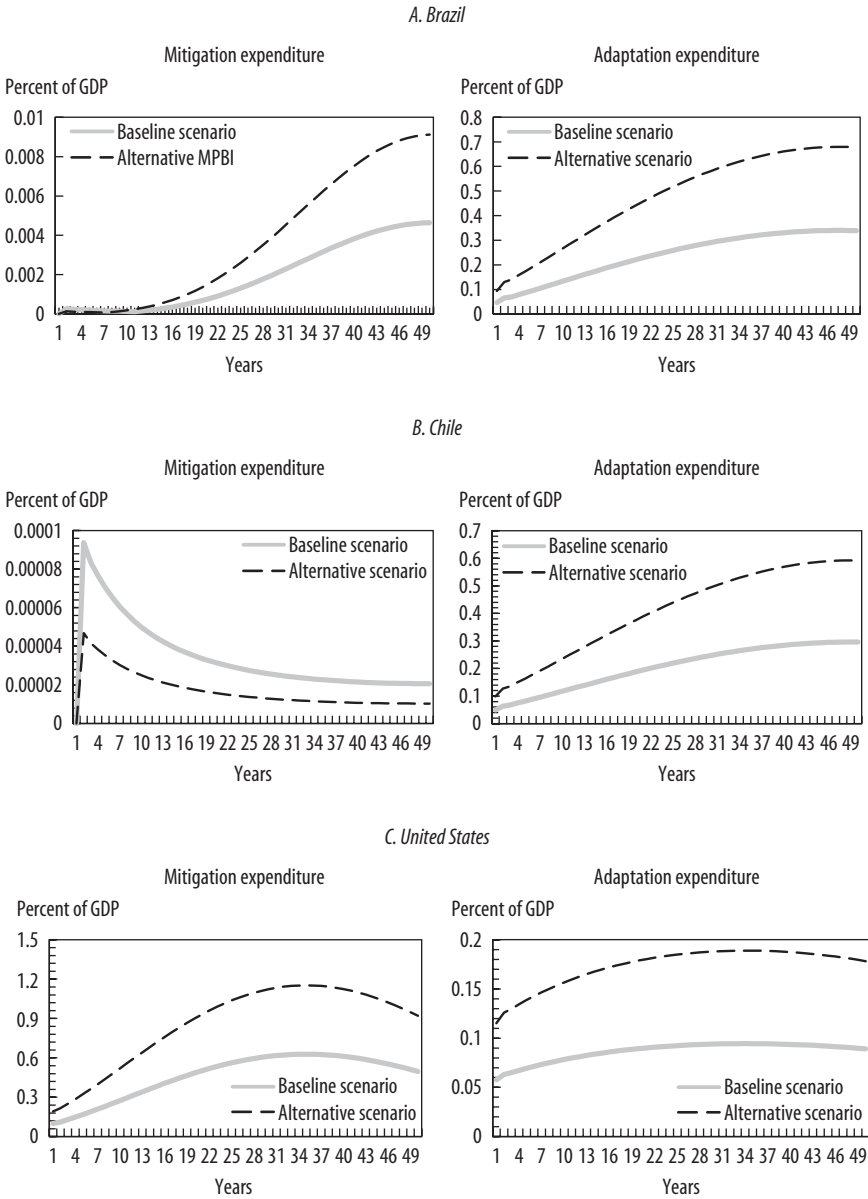 A. Brazil
Mitigation expenditure
Percent of GDP
0.01
0.008
0.006
0.004
0.002
0
Baseline scenario
Alternative MPBI
1 4 7 10 13 16 19 22 25 28 31 34 37 40 43 46 49
Years
Adaptation expenditure
Percent of GDP
0.8
0.7
0.6
0.5
0.4
0.3
0.2
0.1
0
Baseline scenario
Alternative scenario
1 4 7 10 13 16 19 22 25 28 31 34 37 40 43 46 49
Years
B. Chile
Mitigation expenditure
Percent of GDP
0.0001
0.00008
0.00006
0.00004
0.00002
0
Baseline scenario
Alternative scenario
1 4 7 10 13 16 19 22 25 28 31 34 37 40 43 46 49
Years
Adaptation expenditure
Percent of GDP
0.7
0.6
0.5
0.4
0.3
0.2
0.1
0
Baseline scenario
Alternative scenario
1 4 7 10 13 16 19 22 25 28 31 34 37 40 43 46 49
Years
C. United States
Mitigation expenditure
Percent of GDP
1.5
1.2
0.9
0.6
0.3
0
Baseline scenario
Alternative scenario
1 4 7 10 13 16 19 22 25 28 31 34 37 40 43 46 49
Years
Adaptation expenditure
Percent of GDP
0.2
0.15
0.1
0.05
0
Baseline scenario
Alternative scenario
1 4 7 10 13 16 19 22 25 28 31 34 37 40 43 46 49
Years